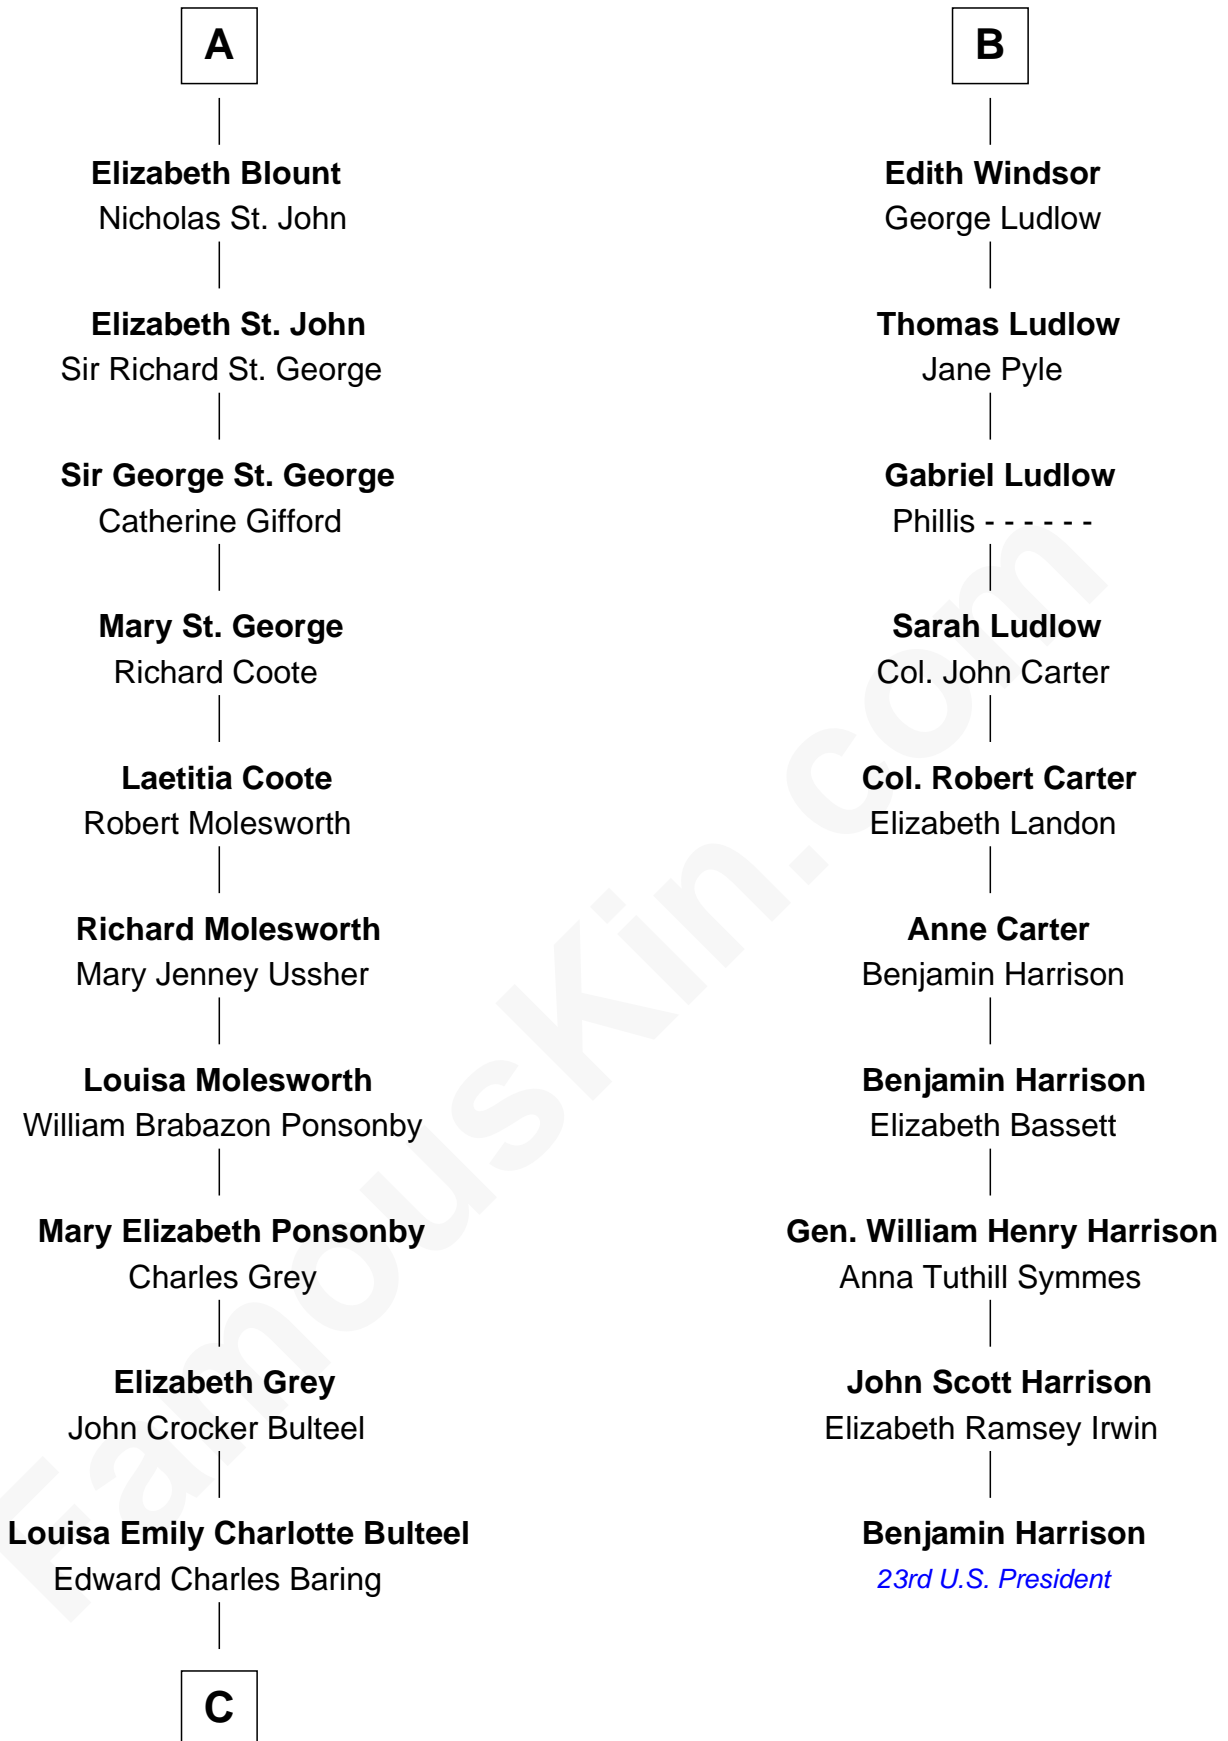 A
Elizabeth Blount
Nicholas St. John
Elizabeth St. John
Sir Richard St. George
Sir George St. George
Catherine Gifford
Mary St. George
Richard Coote
Laetitia Coote
Robert Molesworth
Richard Molesworth
Mary Jenney Ussher
Louisa Molesworth
William Brabazon Ponsonby
Mary Elizabeth Ponsonby
Charles Grey
Elizabeth Grey
John Crocker Bulteel
Louisa Emily Charlotte Bulteel
Edward Charles Baring
C
B
Edith Windsor
George Ludlow
Thomas Ludlow
Jane Pyle
Gabriel Ludlow
Phillis - - - - - -
Sarah Ludlow
Col. John Carter
Col. Robert Carter
Elizabeth Landon
Anne Carter
Benjamin Harrison
Benjamin Harrison
Elizabeth Bassett
Gen. William Henry Harrison
Anna Tuthill Symmes
John Scott Harrison
Elizabeth Ramsey Irwin
Benjamin Harrison
23rd U.S. President
FamousKin.com